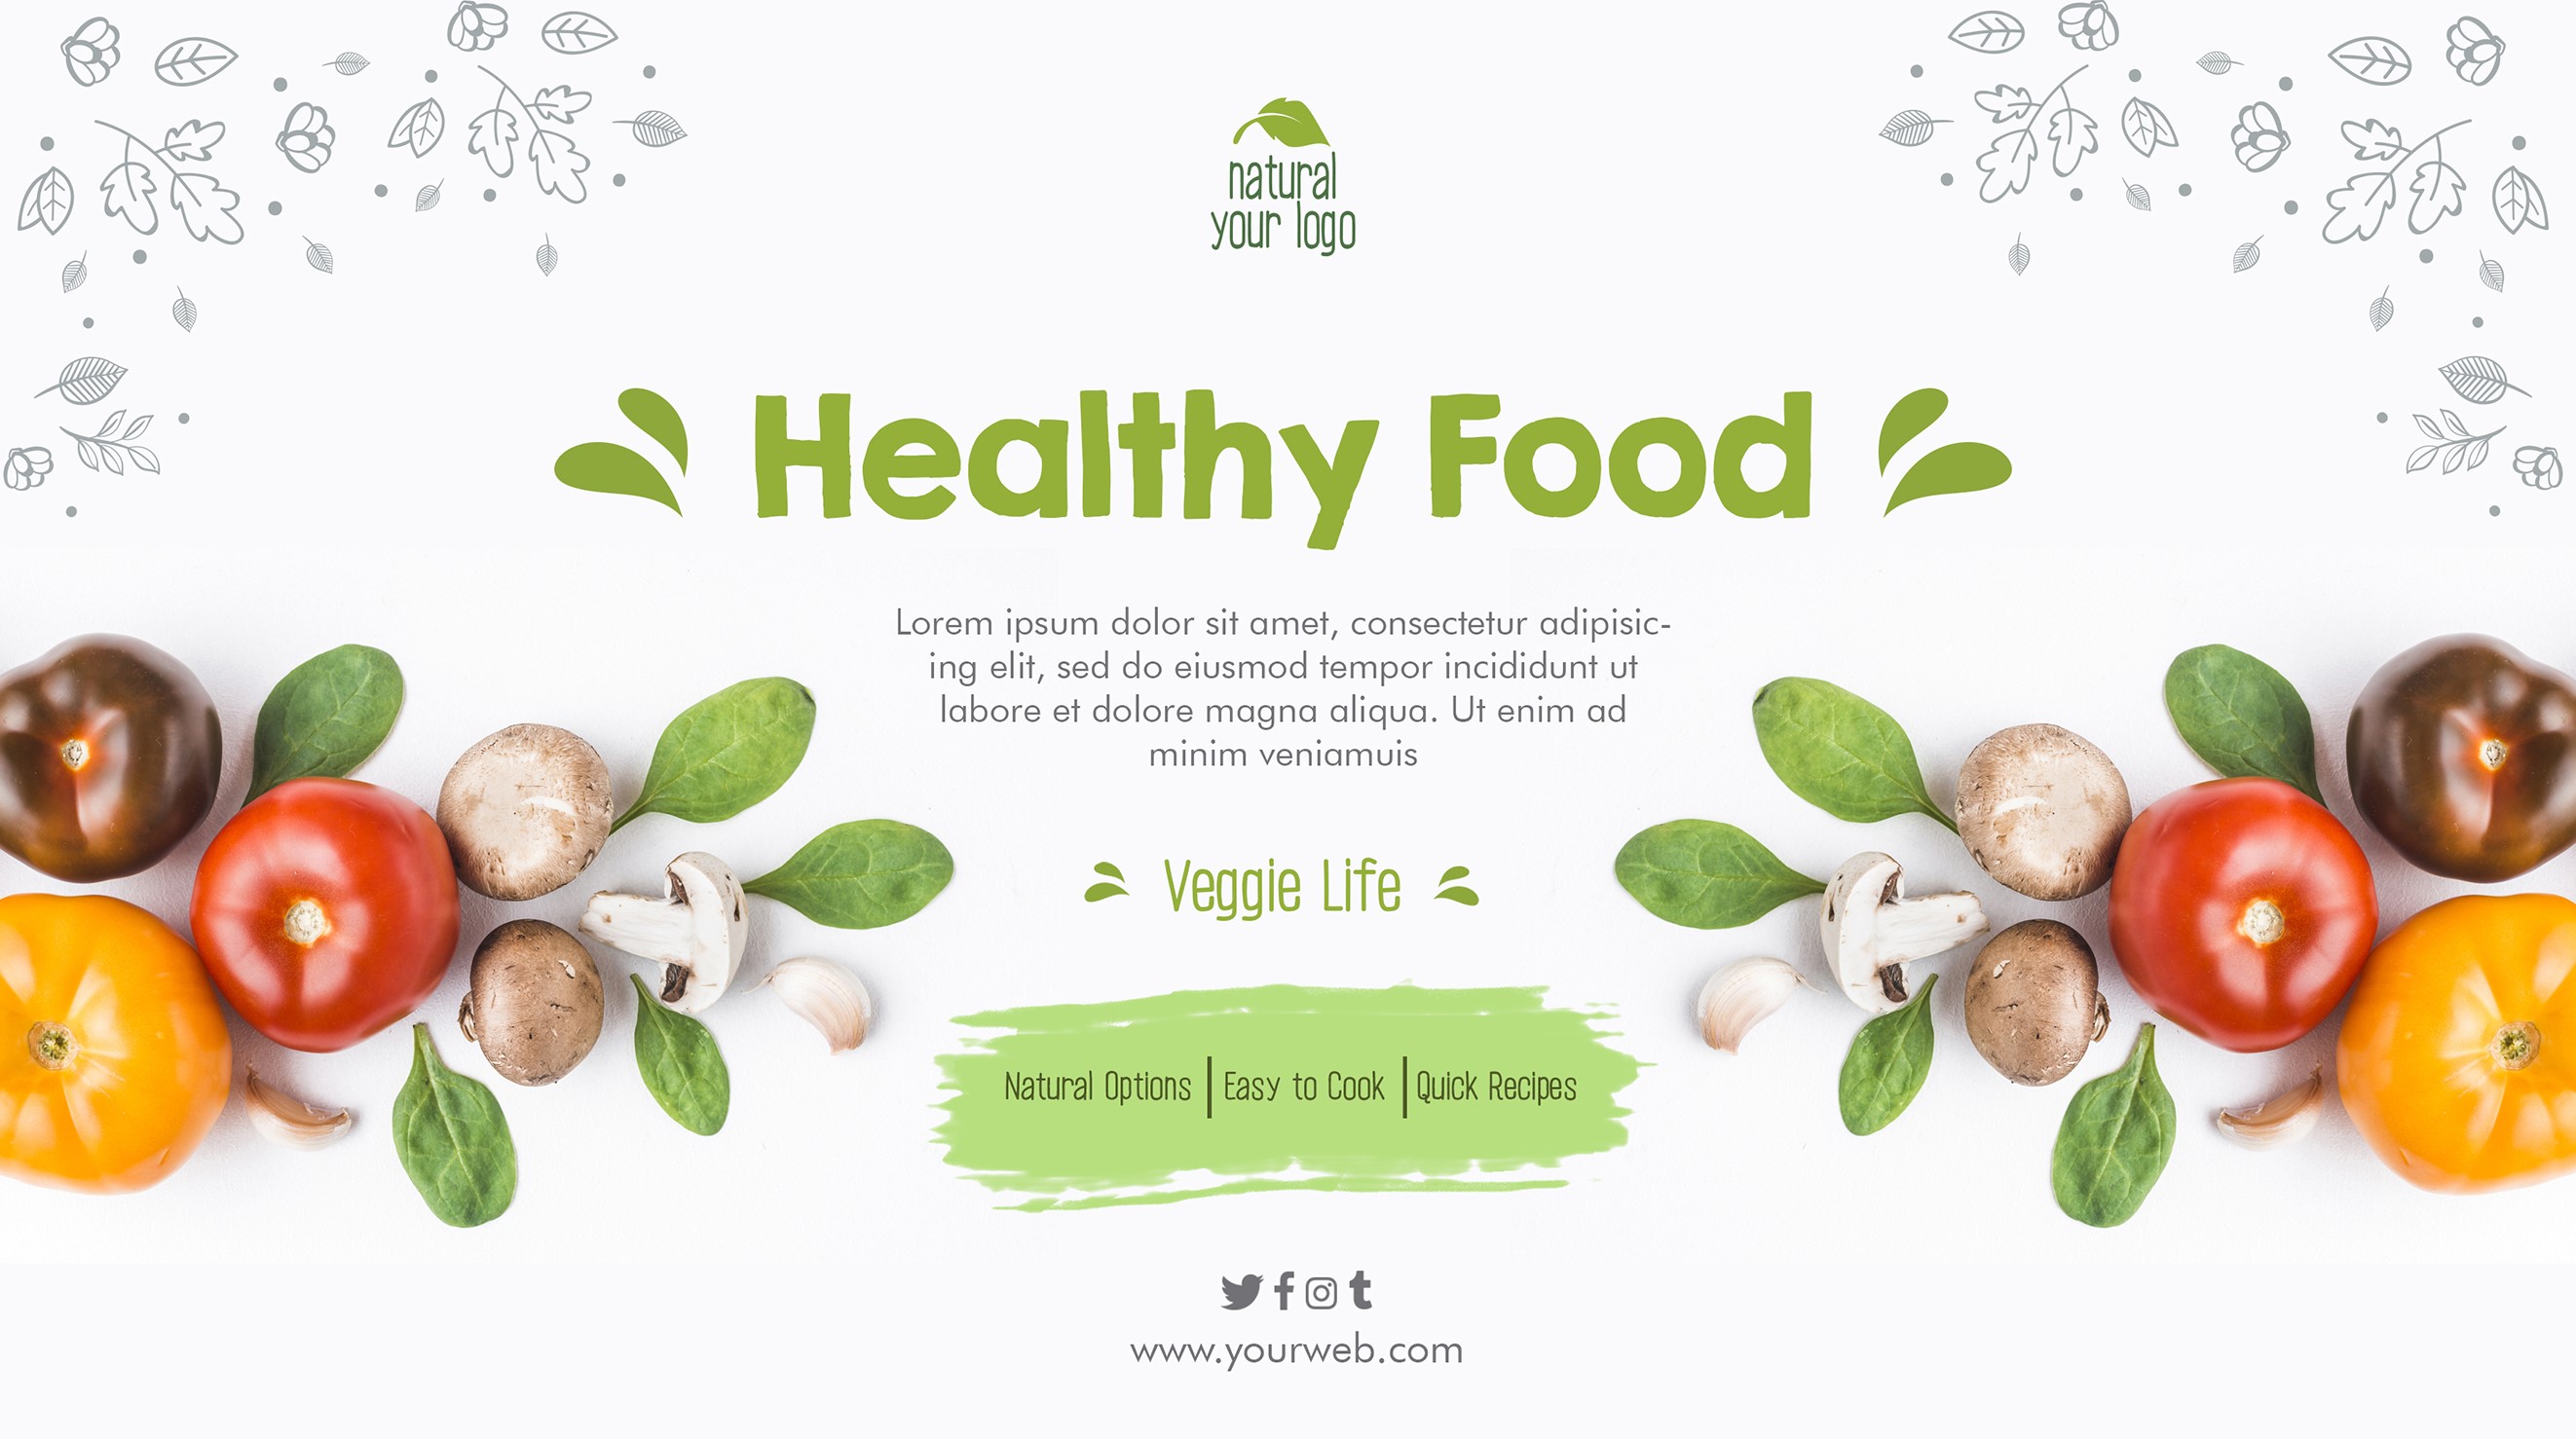 natural
your logo
Healthy Food
Lorem ipsum dolor sit amet, consectetur adipisic-
ing elit, sed do eiusmod tempor incididunt ut
labore et dolore magna aliqua. Ut enim ad
minim veniamuis
Veggie Life
Natural Options | Easy to Cook | Quick Recipes
www.yourweb.com